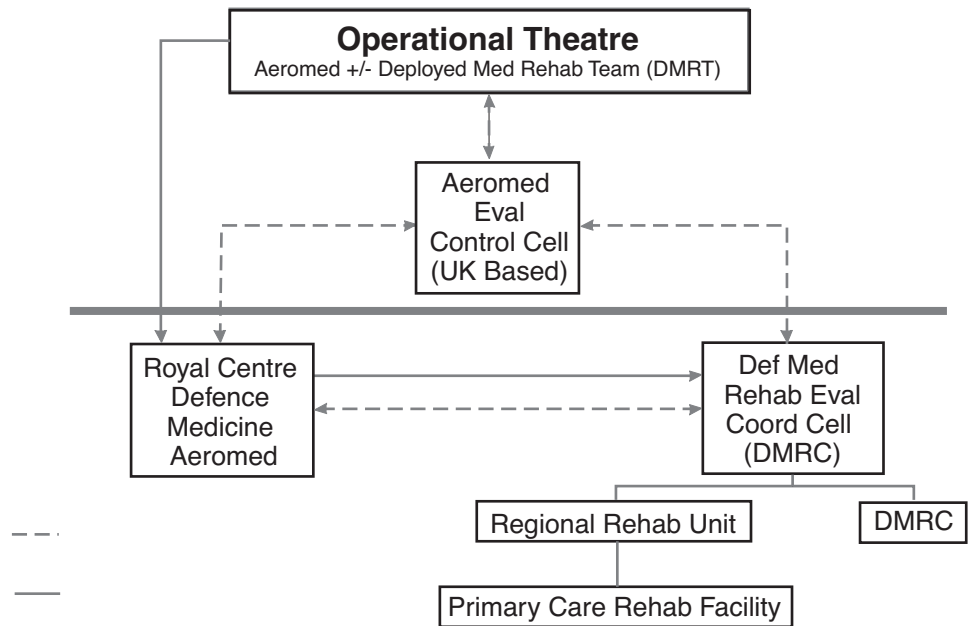 Operational Theatre
Aeromed +/- Deployed Med Rehab Team (DMRT)
Aeromed
Eval
Control Cell
(UK Based)
Royal Centre
Defence
Medicine
Aeromed
Def Med
Rehab Eval
Coord Cell
(DMRC)
Regional Rehab Unit
DMRC
Primary Care Rehab Facility